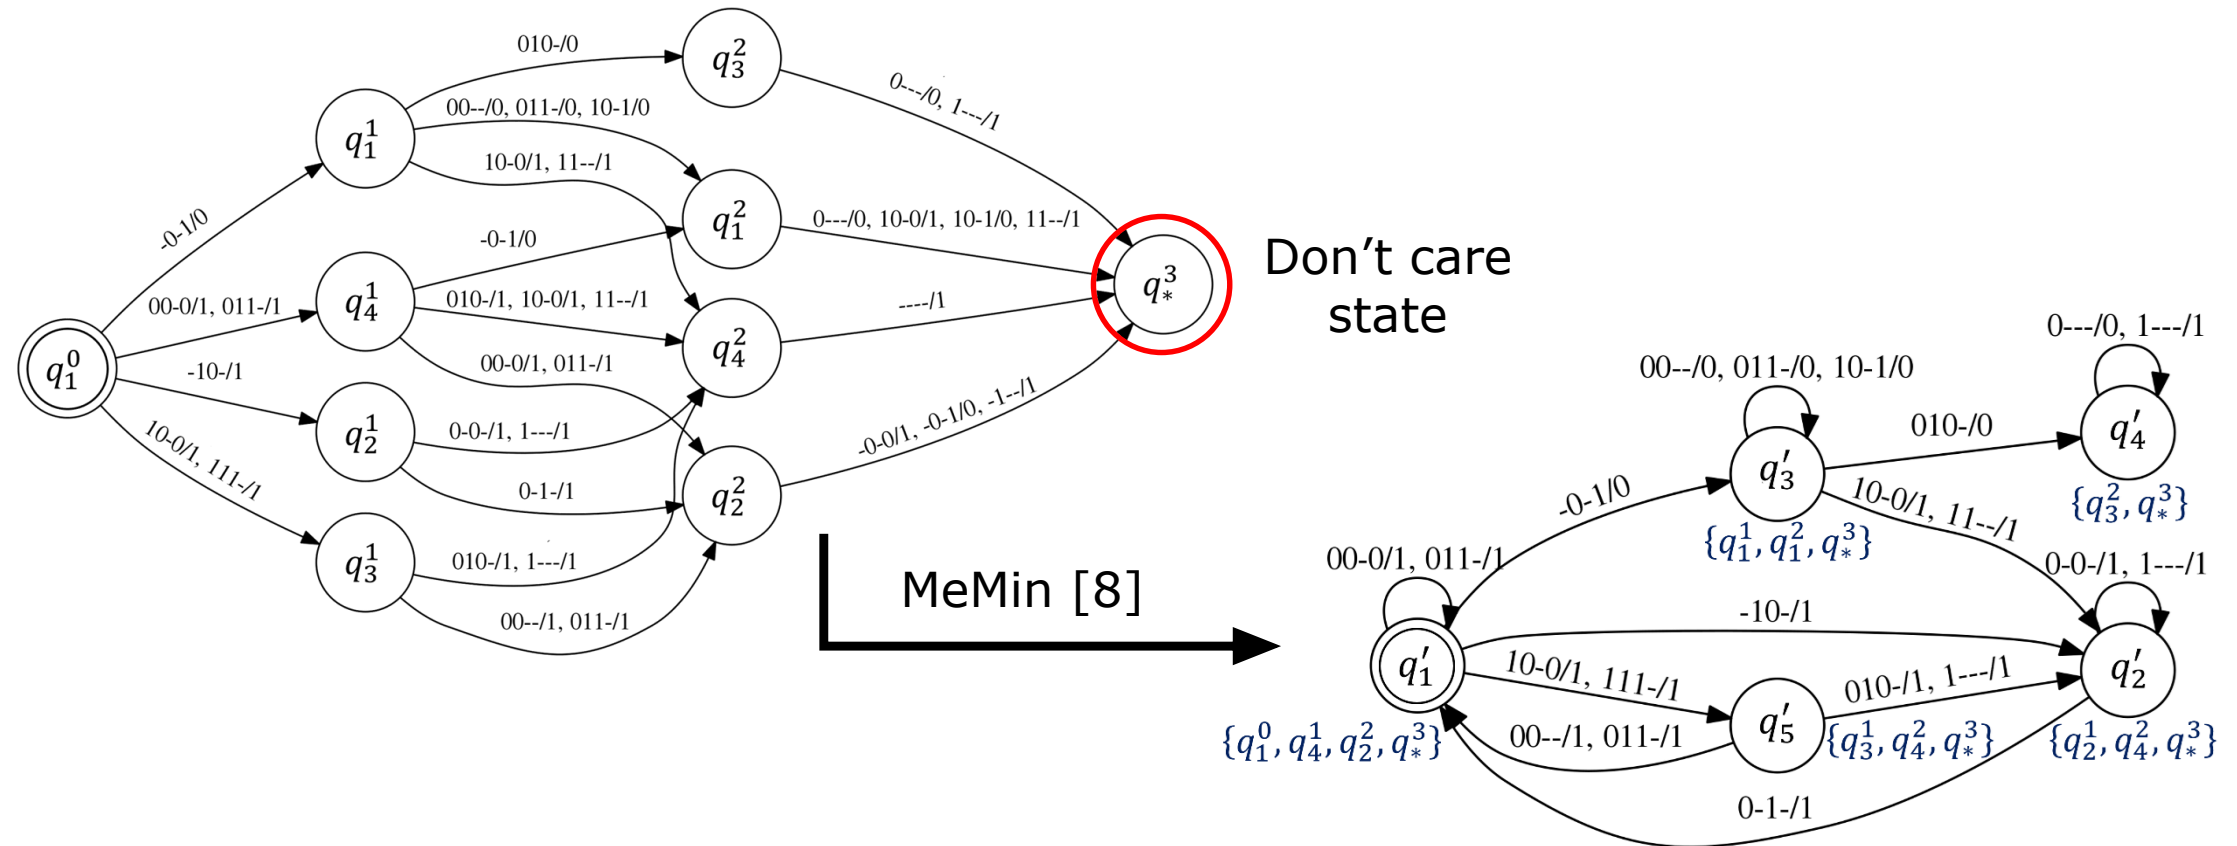 010-/0
q_3^2
0---/0, 1---/1
00--/0, 011-/0, 10-1/0
q_1^1
10-0/1, 11--/1
q_1^2
0---/0, 10-0/1, 10-1/0, 11--/1
-0-1/0
-0-1/0
q_*^3
Don’t care
state
00-0/1, 011-/1
q_4^1
010-/1, 10-0/1, 11--/1
----/1
q_4^2
q_1^0
-10-/1
00-0/1, 011-/1
10-0/1, 111-/1
q_2^1
0-0-/1, 1---/1
-0-0/1, -0-1/0, -1--/1
0-1-/1
q_2^2
q_3^1
010-/1, 1---/1
00--/1, 011-/1
MeMin [8]
0---/0, 1---/1
00--/0, 011-/0, 10-1/0
q_4′
010-/0
q_3′
{q_3^2, q_*^3}
-0-1/0
10-0/1, 11--/1
{q_1^1, q_1^2, q_*^3}
00-0/1, 011-/1
0-0-/1, 1---/1
-10-/1
q_1′
10-0/1, 111-/1
010-/1, 1---/1
q_2′
q_5′
{q_1^0, q_4^1, q_2^2, q_*^3}
00--/1, 011-/1
{q_3^1, q_4^2, q_*^3}
{q_2^1, q_4^2, q_*^3}
0-1-/1